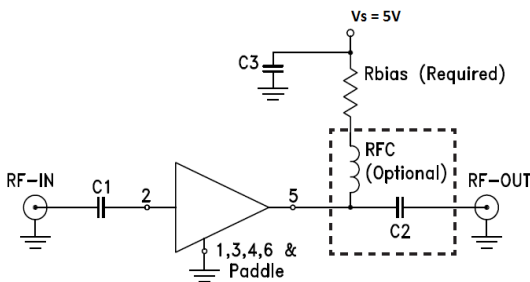 Vs = 5V
C3
Rbias (Required)
RFC
(Optional)
RF-IN
C1
2
5
RF-OUT
C2
1,3,4,6 &
Paddle